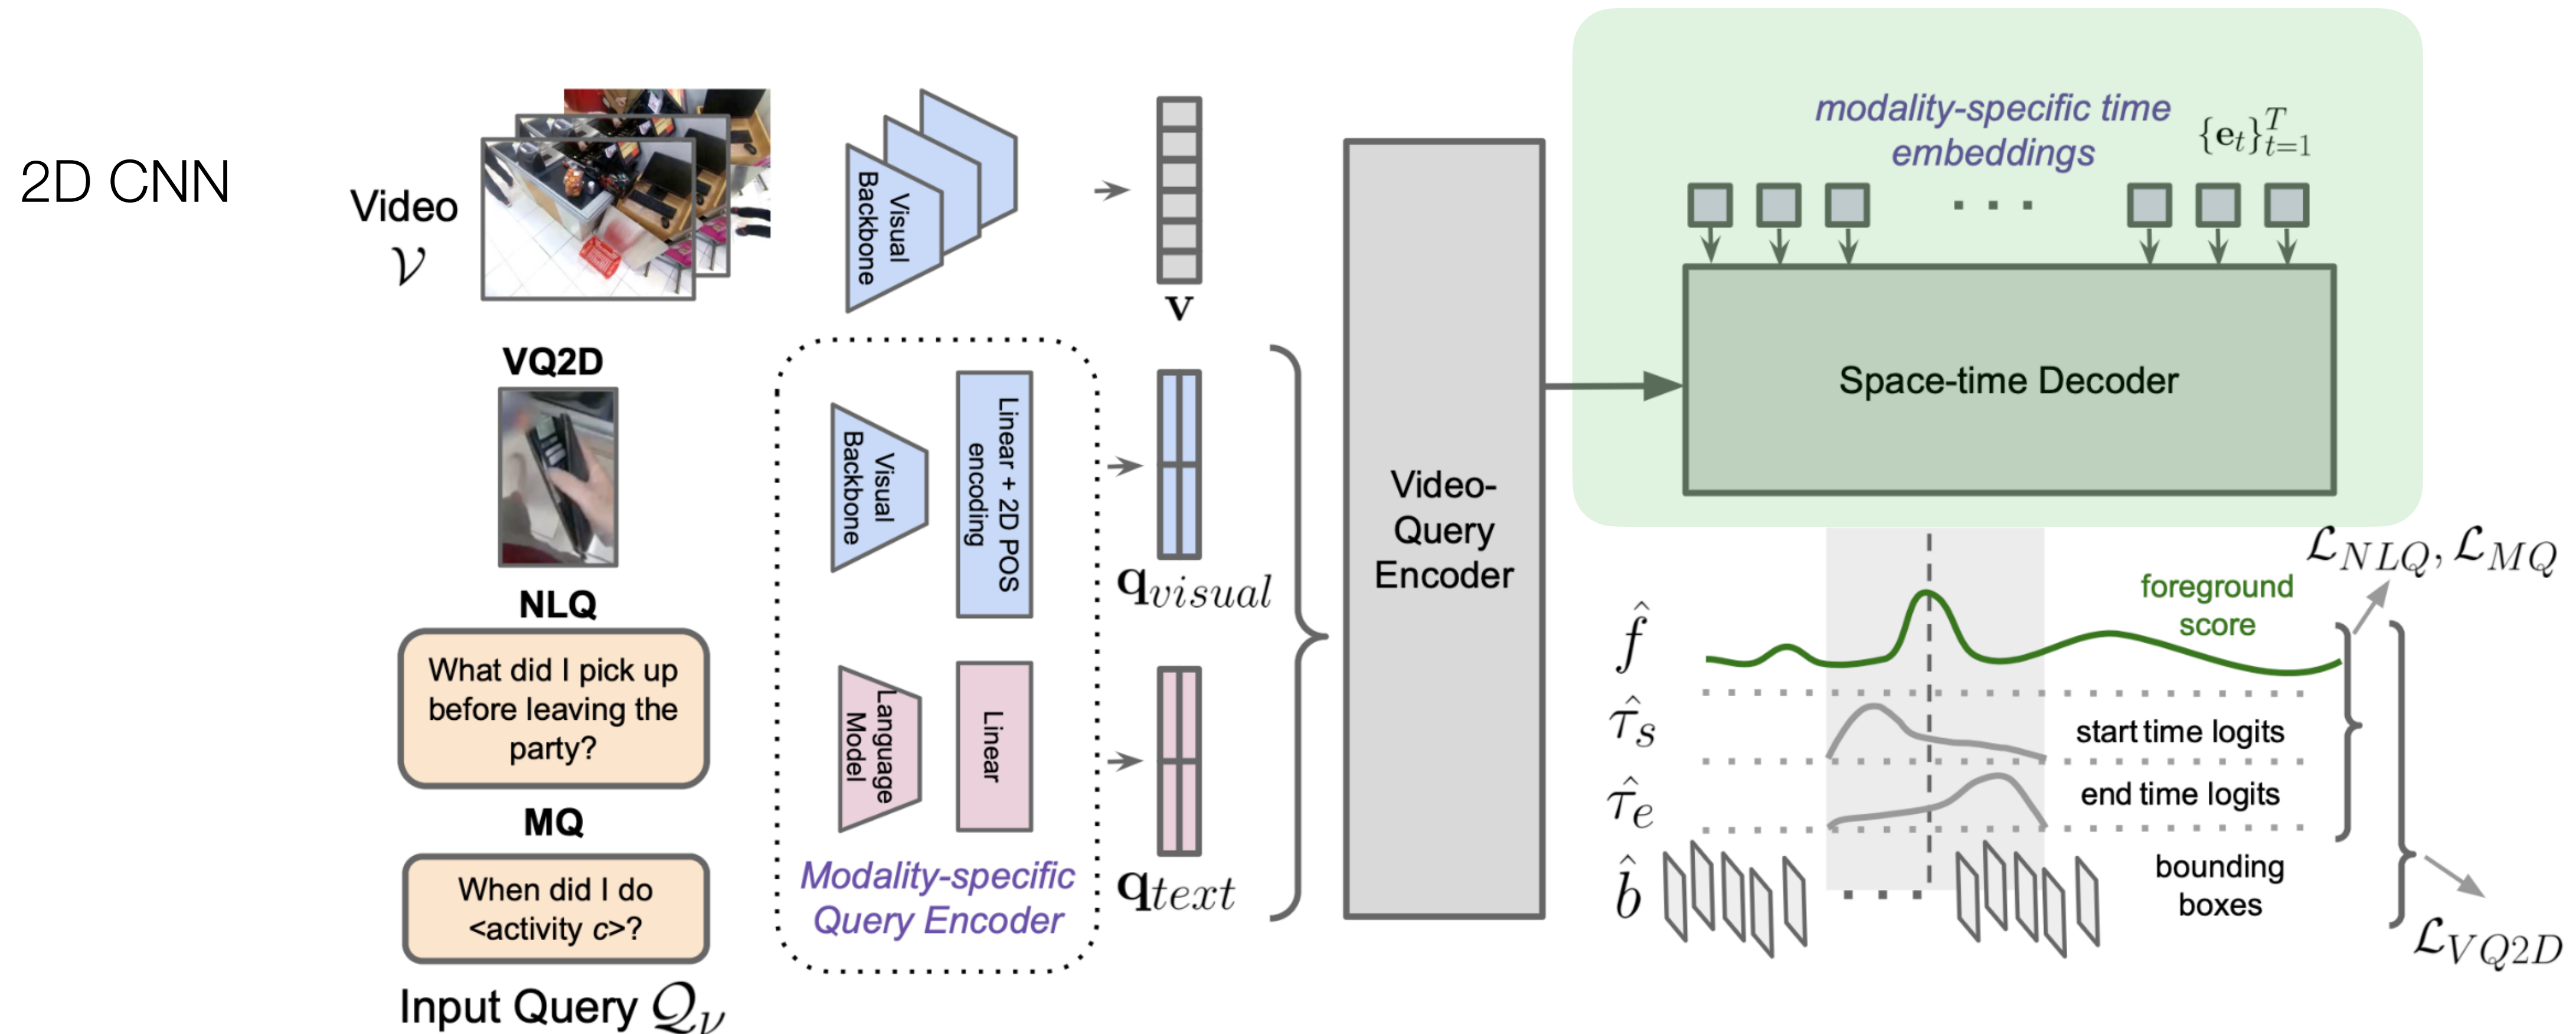 2D CNN
Video
𝒱
Visual
Backbone
v
VQ2D
Visual
Backbone
Linear + 2D POS
encoding
q_visual
NLQ
What did I pick up
before leaving the
party?
Language
Model
Linear
q_text
MQ
When did I do
<activity c>?
Modality-specific
Query Encoder
Input Query 𝒬_𝒱
Video-
Query
Encoder
modality-specific time
embeddings
{e_t}_{t=1}^T
. . .
Space-time Decoder
ℒ_NLQ, ℒ_MQ
foreground
score
f̂
τ̂_s
start time logits
τ̂_e
end time logits
b̂
. . .
bounding
boxes
ℒ_VQ2D